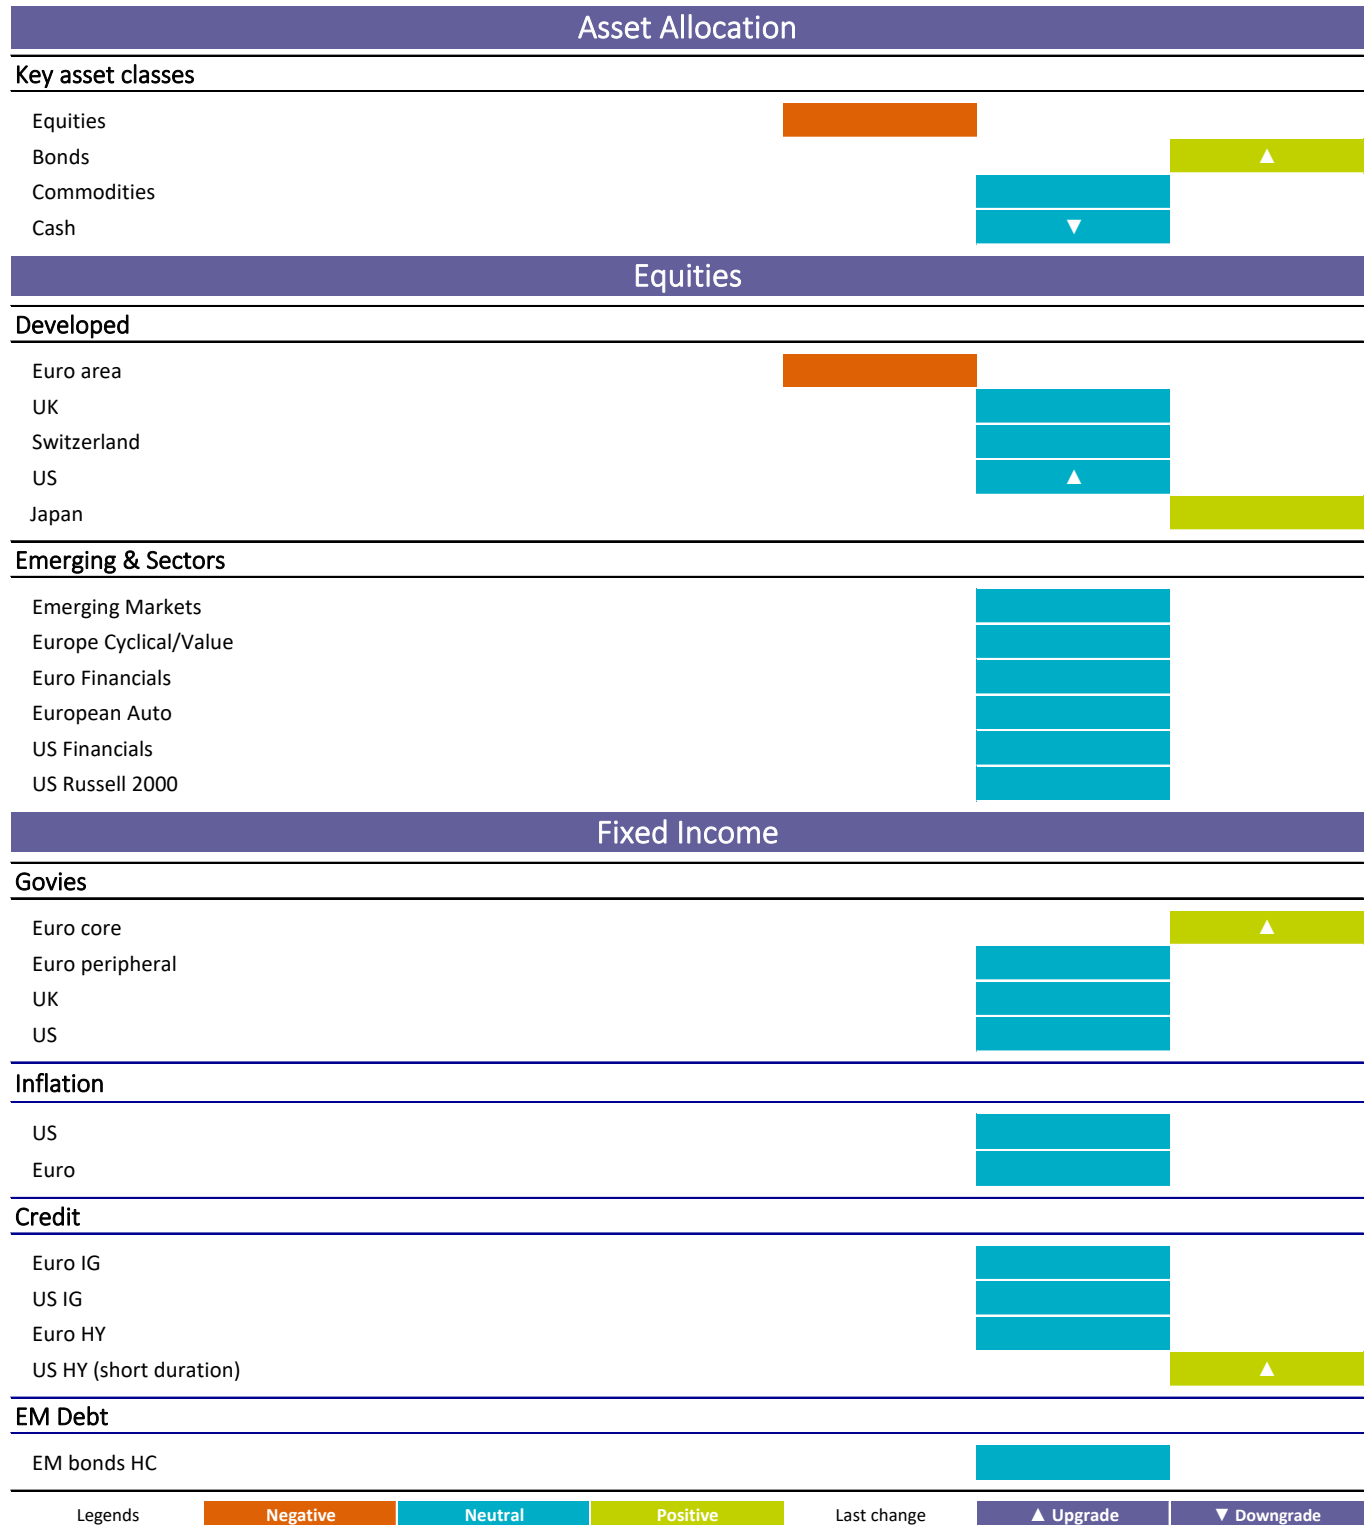 Asset Allocation
Key asset classes
Equities
Bonds ▲
Commodities
Cash ▼
Equities
Developed
Euro area
UK
Switzerland
US ▲
Japan
Emerging & Sectors
Emerging Markets
Europe Cyclical/Value
Euro Financials
European Auto
US Financials
US Russell 2000
Fixed Income
Govies
Euro core ▲
Euro peripheral
UK
US
Inflation
US
Euro
Credit
Euro IG
US IG
Euro HY
US HY (short duration) ▲
EM Debt
EM bonds HC
Legends Negative Neutral Positive Last change ▲ Upgrade ▼ Downgrade